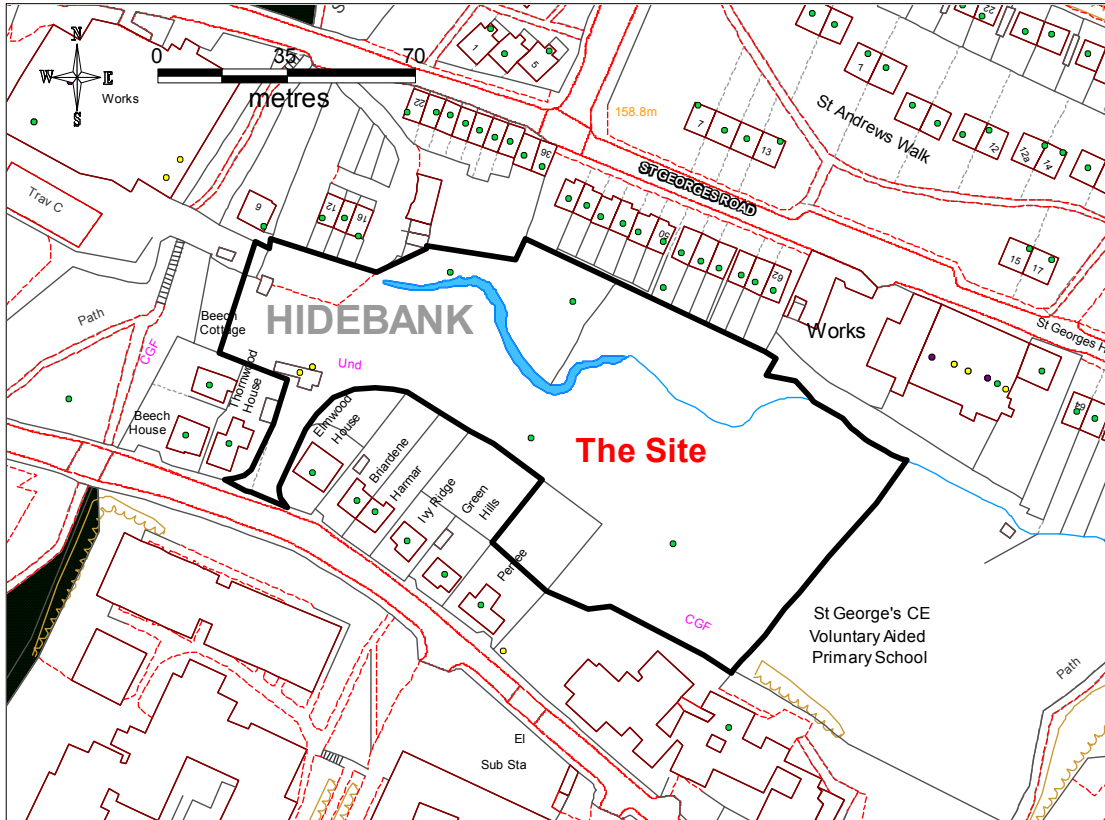 N
W E
S
0 35 70
metres
Works
1
5
22
36
158.8m
7
13
1
22
St Andrews Walk
12
12a
14
15
17
ST GEORGES ROAD
Trav C
6
12
16
50
62
Works
St Georges H
64
Path
CGF
Beech
Cottage
HIDEBANK
Und
Thornwood
House
Beech
House
Elmwood
House
Briardene
Harmar
Ivy Ridge
Green
Hills
Penlee
The Site
CGF
St George's CE
Voluntary Aided
Primary School
Path
El
Sub Sta